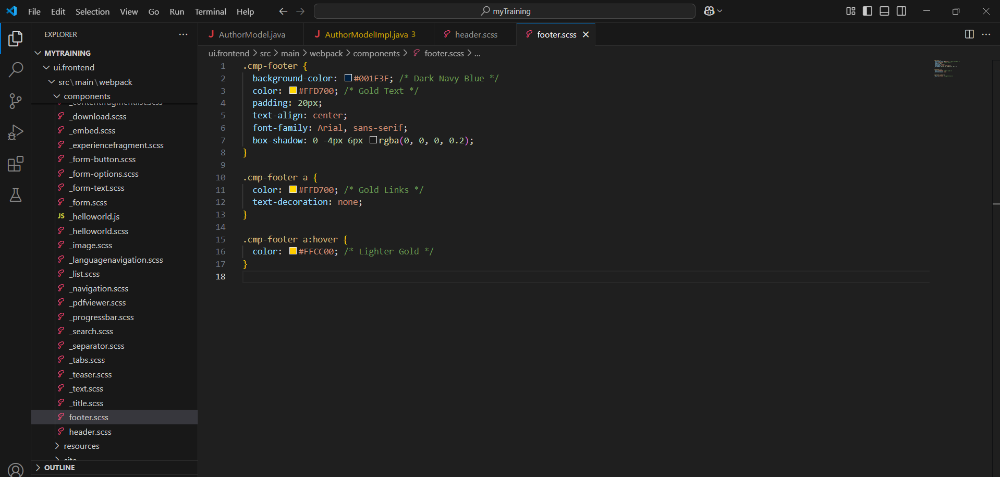 File Edit Selection View Go Run Terminal Help myTraining
EXPLORER
MYTRAINING
ui.frontend
src\main\webpack
components
_contentfragmentlist.scss
_download.scss
_embed.scss
_experiencefragment.scss
_form-button.scss
_form-options.scss
_form-text.scss
_form.scss
JS _helloworld.js
_helloworld.scss
_image.scss
_languagenavigation.scss
_list.scss
_navigation.scss
_pdfviewer.scss
_progressbar.scss
_search.scss
_separator.scss
_tabs.scss
_teaser.scss
_text.scss
_title.scss
footer.scss
header.scss
resources
site
OUTLINE
J AuthorModel.java J AuthorModelImpl.java 3 header.scss footer.scss
ui.frontend > src > main > webpack > components > footer.scss > ...
1 .cmp-footer {
2 background-color: #001F3F; /* Dark Navy Blue */
3 color: #FFD700; /* Gold Text */
4 padding: 20px;
5 text-align: center;
6 font-family: Arial, sans-serif;
7 box-shadow: 0 -4px 6px rgba(0, 0, 0, 0.2);
8 }
9
10 .cmp-footer a {
11 color: #FFD700; /* Gold Links */
12 text-decoration: none;
13 }
14
15 .cmp-footer a:hover {
16 color: #FFCC00; /* Lighter Gold */
17 }
18